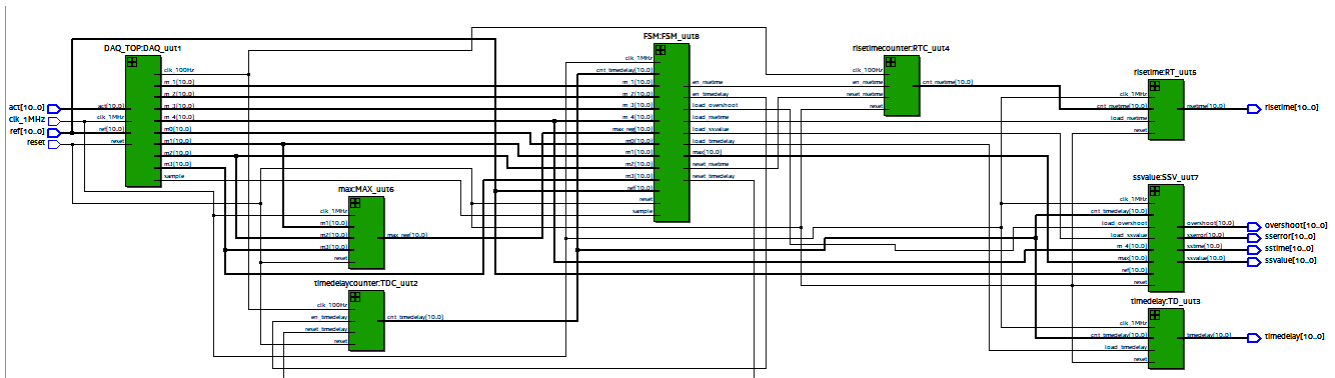 act[10..0]
clk_1MHz
ref[10..0]
reset
DAQ_TOP:DAQ_uut1
act[10..0]
clk_1MHz
ref[10..0]
reset
clk_100Hz
m_1[10..0]
m_2[10..0]
m_3[10..0]
m_4[10..0]
m0[10..0]
m1[10..0]
m2[10..0]
m3[10..0]
sample
max:MAX_uut6
clk_1MHz
m1[10..0]
m2[10..0]
m3[10..0]
reset
max_reg[10..0]
timedelaycounter:TDC_uut2
clk_100Hz
en_timedelay
reset_timedelay
reset
cnt_timedelay[10..0]
FSM:FSM_uut8
clk_1MHz
cnt_timedelay[10..0]
m_1[10..0]
m_2[10..0]
m_3[10..0]
m_4[10..0]
max_reg[10..0]
m0[10..0]
m1[10..0]
m2[10..0]
m3[10..0]
ref[10..0]
reset
sample
en_risetime
en_timedelay
load_overshoot
load_risetime
load_ssvalue
load_timedelay
max[10..0]
reset_risetime
reset_timedelay
risetimecounter:RTC_uut4
clk_100Hz
en_risetime
reset_risetime
reset
cnt_risetime[10..0]
risetime:RT_uut5
clk_1MHz
cnt_risetime[10..0]
load_risetime
reset
risetime[10..0]
risetime[10..0]
ssvalue:SSV_uut7
clk_1MHz
cnt_timedelay[10..0]
load_overshoot
load_ssvalue
m_4[10..0]
max[10..0]
ref[10..0]
reset
overshoot[10..0]
sserror[10..0]
sstime[10..0]
ssvalue[10..0]
overshoot[10..0]
sserror[10..0]
sstime[10..0]
ssvalue[10..0]
timedelay:TD_uut3
clk_1MHz
cnt_timedelay[10..0]
load_timedelay
reset
timedelay[10..0]
timedelay[10..0]